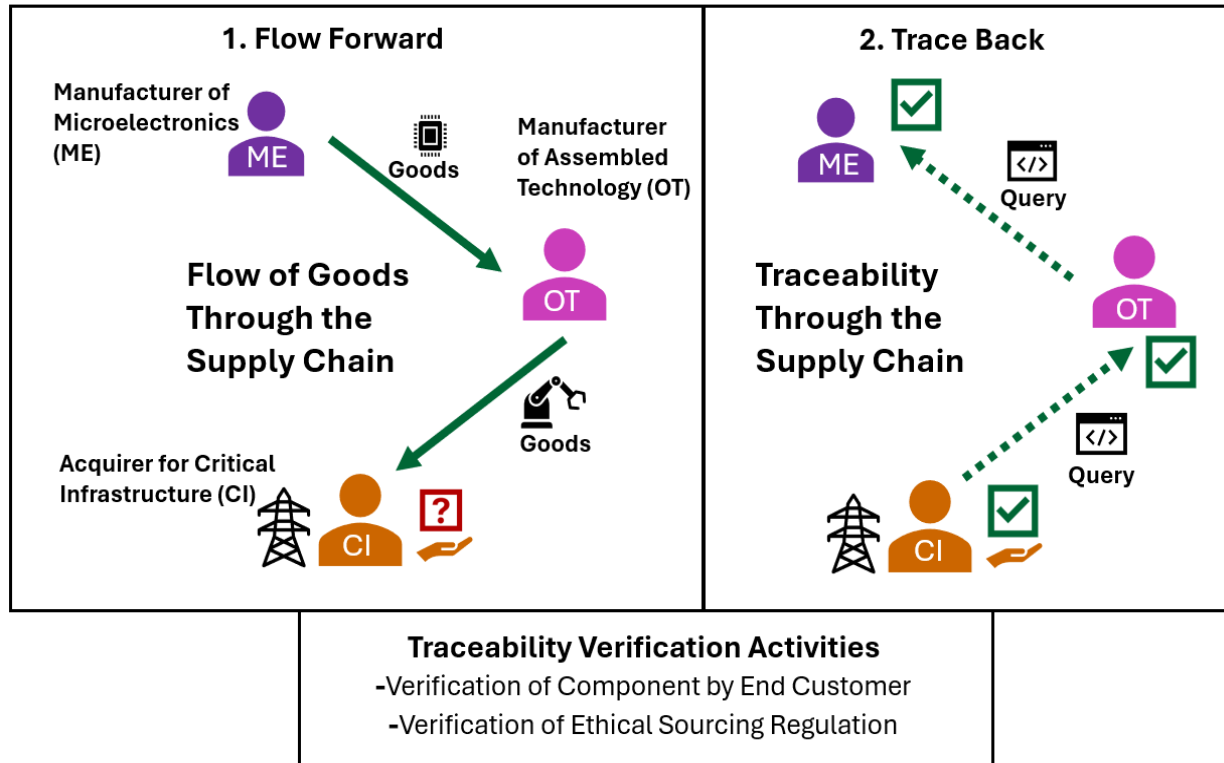 1. Flow Forward
Manufacturer of
Microelectronics
(ME)
ME
Goods
Manufacturer
of Assembled
Technology (OT)
OT
Flow of Goods
Through the
Supply Chain
Goods
Acquirer for Critical
Infrastructure (CI)
CI
?
2. Trace Back
ME
</>
Query
OT
Traceability
Through the
Supply Chain
</>
Query
CI
Traceability Verification Activities
-Verification of Component by End Customer
-Verification of Ethical Sourcing Regulation